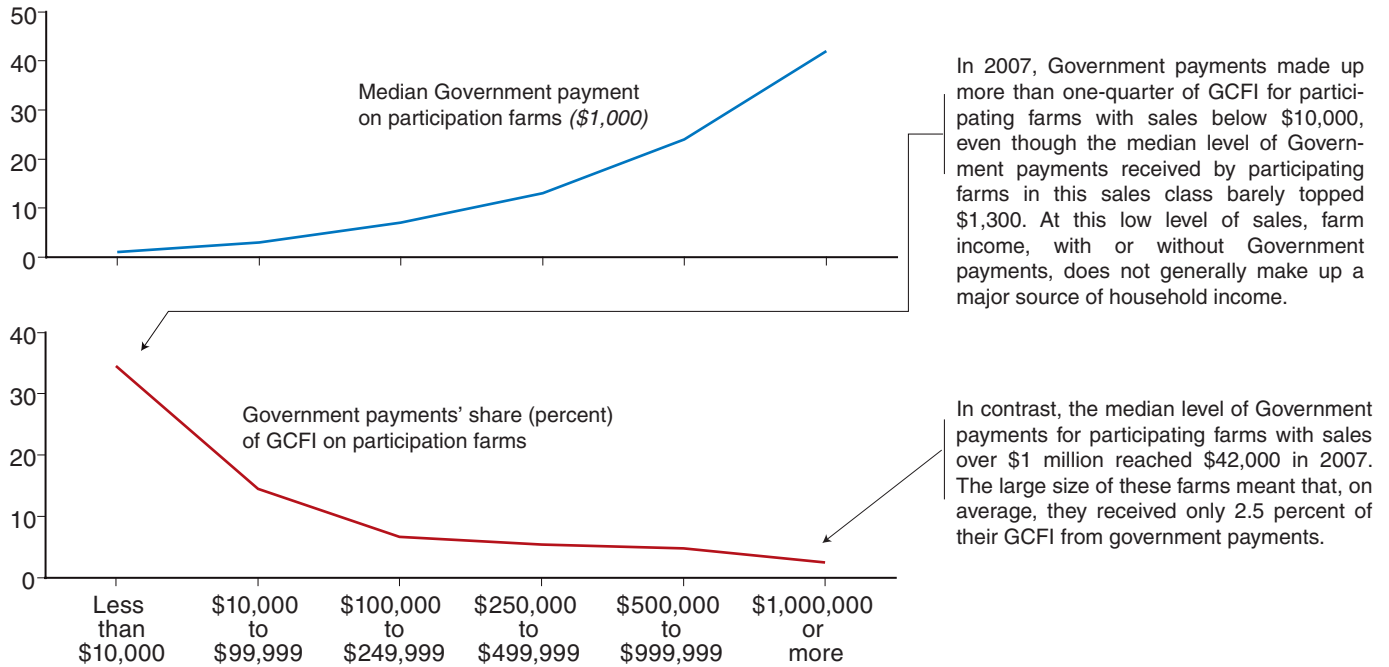 50
40
30
20
10
0
Median Government payment
on participation farms ($1,000)
In 2007, Government payments made up
more than one-quarter of GCFI for partici-
pating farms with sales below $10,000,
even though the median level of Govern-
ment payments received by participating
farms in this sales class barely topped
$1,300. At this low level of sales, farm
income, with or without Government
payments, does not generally make up a
major source of household income.
40
30
20
10
0
Government payments’ share (percent)
of GCFI on participation farms
In contrast, the median level of Government
payments for participating farms with sales
over $1 million reached $42,000 in 2007.
The large size of these farms meant that, on
average, they received only 2.5 percent of
their GCFI from government payments.
Less
than
$10,000
$10,000
to
$99,999
$100,000
to
$249,999
$250,000
to
$499,999
$500,000
to
$999,999
$1,000,000
or
more